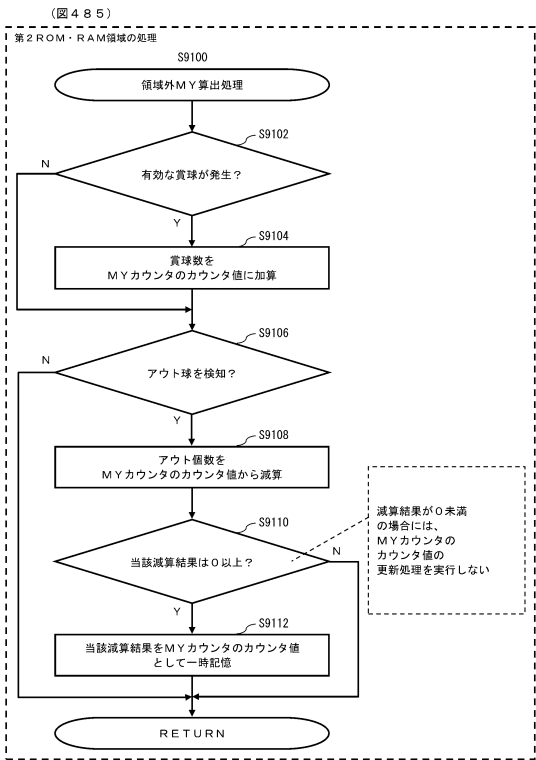 （図４８５）
第２ＲＯＭ・ＲＡＭ領域の処理
S9100
領域外ＭＹ算出処理
S9102
有効な賞球が発生？
N
Y
S9104
賞球数を
ＭＹカウンタのカウンタ値に加算
S9106
アウト球を検知？
N
Y
S9108
アウト個数を
ＭＹカウンタのカウンタ値から減算
S9110
当該減算結果は０以上？
N
Y
減算結果が０未満
の場合には、
ＭＹカウンタの
カウンタ値の
更新処理を実行しない
S9112
当該減算結果をＭＹカウンタのカウンタ値
として一時記憶
ＲＥＴＵＲＮ